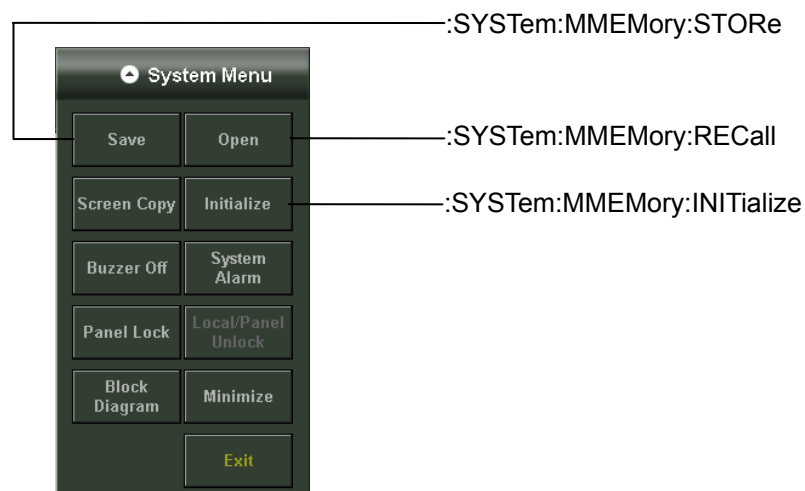 :SYSTem:MMEMory:STORe
System Menu
Save
Open
:SYSTem:MMEMory:RECall
Screen Copy
Initialize
:SYSTem:MMEMory:INITialize
Buzzer Off
System
Alarm
Panel Lock
Local/Panel
Unlock
Block
Diagram
Minimize
Exit